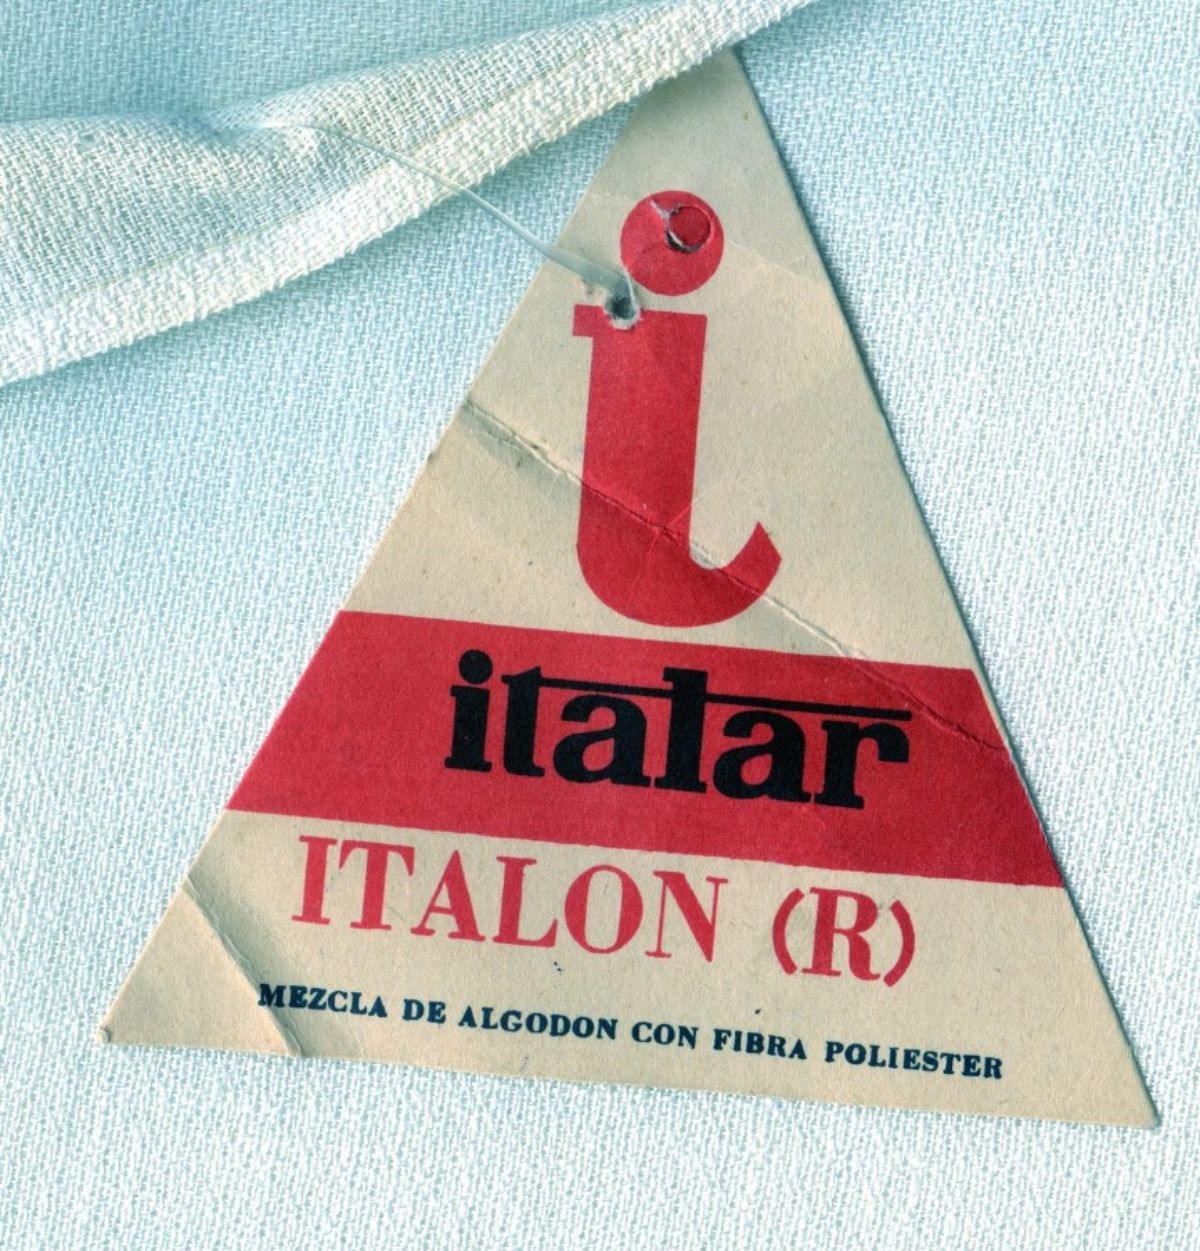 i
italar
ITALON (R)
MEZCLA DE ALGODON CON FIBRA POLIESTER